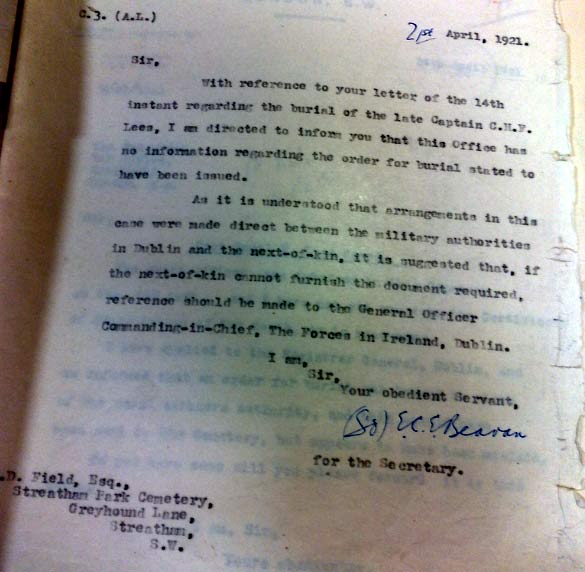 C.3. (A.L.)
21st April, 1921.
Sir,
With reference to your letter of the 14th
instant regarding the burial of the late Captain C.H.F.
Lees, I am directed to inform you that this Office has
no information regarding the order for burial stated to
have been issued.
As it is understood that arrangements in this
case were made direct between the military authorities
in Dublin and the next-of-kin, it is suggested that, if
the next-of-kin cannot furnish the document required,
reference should be made to the General Officer
Commanding-in-Chief, The Forces in Ireland, Dublin.
I am,
Sir,
Your obedient Servant,
(Sd) E.C.E Beavan
for the Secretary.
.D. Field, Esq.,
Streatham Park Cemetery,
Greyhound Lane,
Streatham,
S.W.